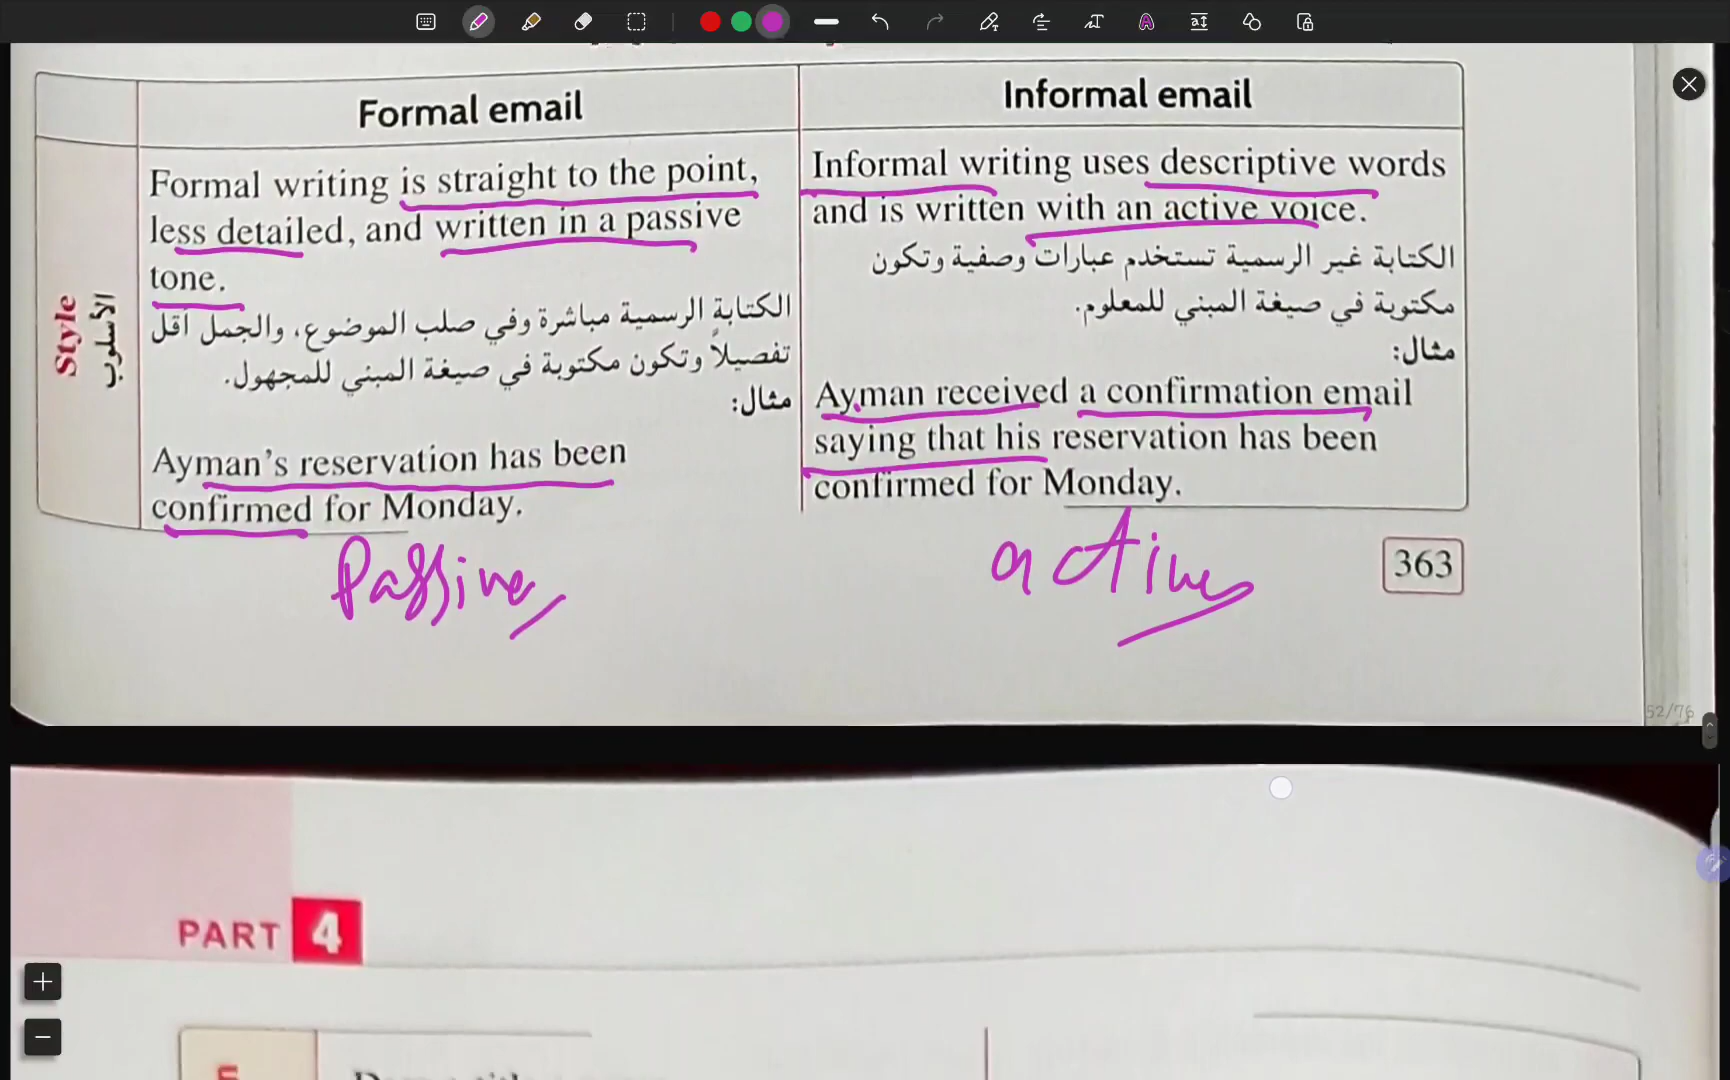 Formal email
Informal email
Style
الأسلوب
Formal writing is straight to the point,
less detailed, and written in a passive
tone.
الكتابة الرسمية مباشرة وفي صلب الموضوع، والجمل أقل
تفصيلاً وتكون مكتوبة في صيغة المبني للمجهول.
مثال:
Ayman's reservation has been
confirmed for Monday.
Passive
Informal writing uses descriptive words
and is written with an active voice.
الكتابة غير الرسمية تستخدم عبارات وصفية وتكون
مكتوبة في صيغة المبني للمعلوم.
مثال:
Ayman received a confirmation email
saying that his reservation has been
confirmed for Monday.
active
363
52/76
PART 4